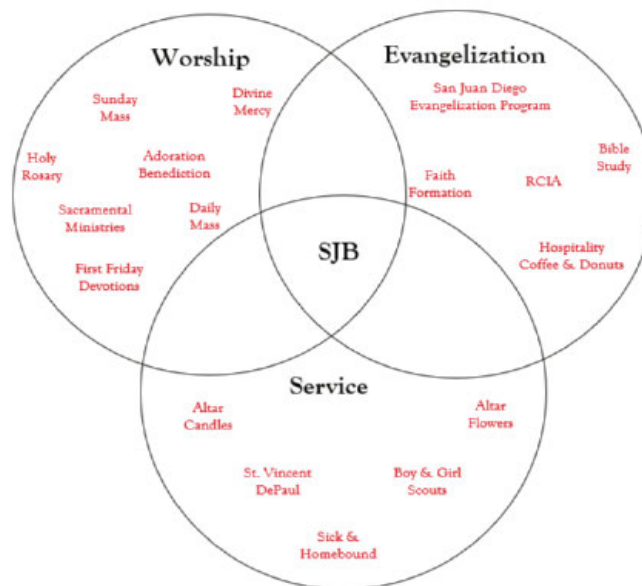 Worship
Sunday
Mass
Divine
Mercy
Holy
Rosary
Adoration
Benediction
Sacramental
Ministries
Daily
Mass
First Friday
Devotions
Evangelization
San Juan Diego
Evangelization Program
Bible
Study
Faith
Formation
RCIA
Hospitality
Coffee & Donuts
SJB
Service
Altar
Candles
Altar
Flowers
St. Vincent
DePaul
Boy & Girl
Scouts
Sick &
Homebound